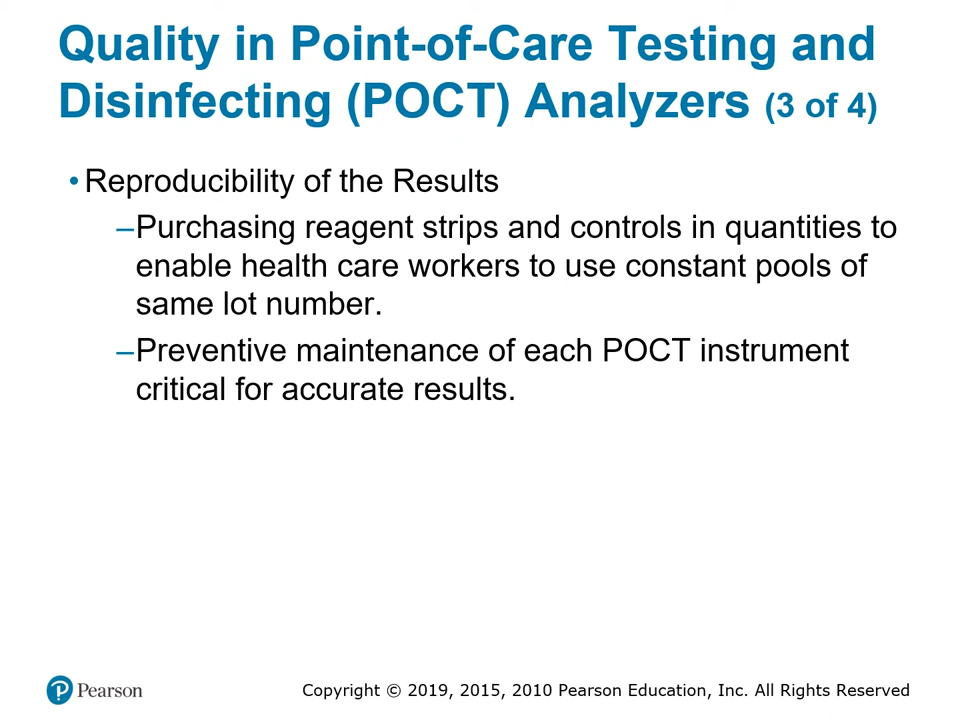 Quality in Point-of-Care Testing and
Disinfecting (POCT) Analyzers (3 of 4)
• Reproducibility of the Results
–Purchasing reagent strips and controls in quantities to
enable health care workers to use constant pools of
same lot number.
–Preventive maintenance of each POCT instrument
critical for accurate results.
Pearson
Copyright © 2019, 2015, 2010 Pearson Education, Inc. All Rights Reserved